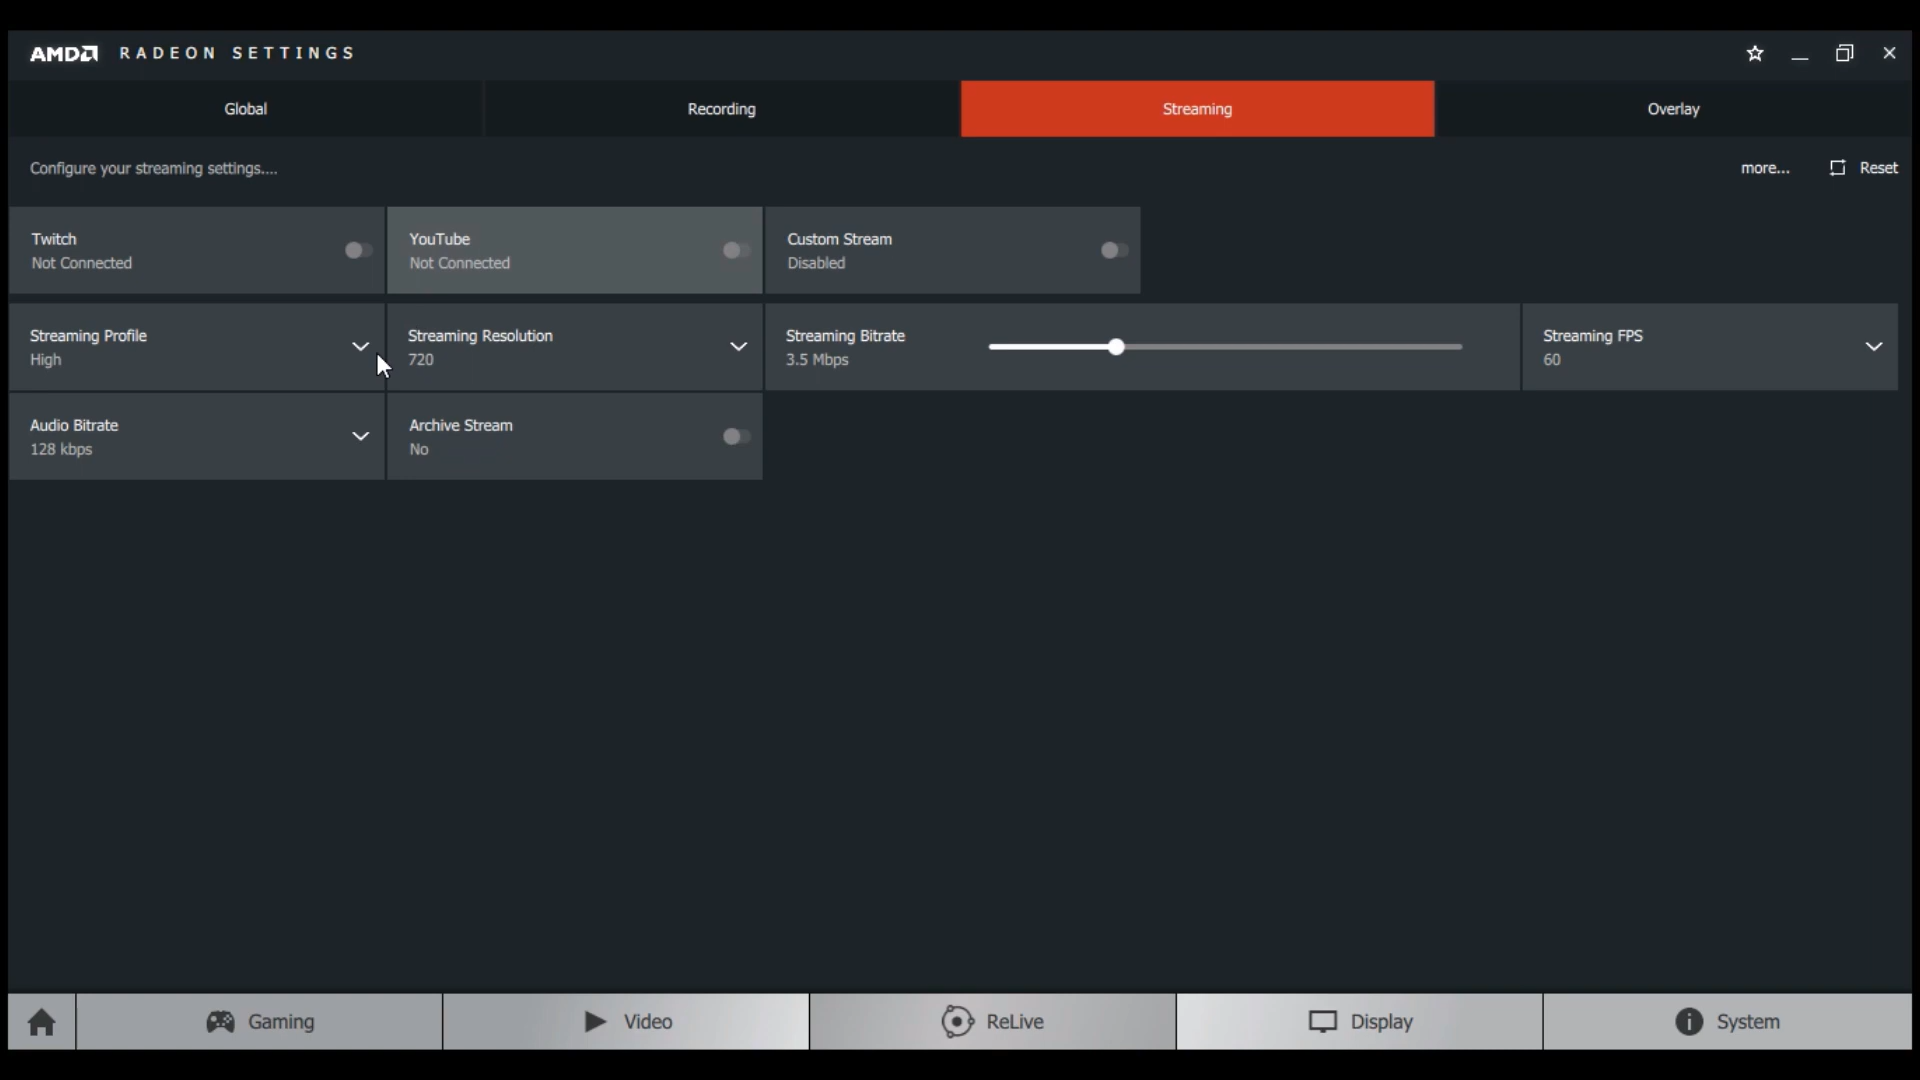 AMD RADEON SETTINGS
Global
Recording
Streaming
Overlay
Configure your streaming settings....
more...
Reset
Twitch
Not Connected
YouTube
Not Connected
Custom Stream
Disabled
Streaming Profile
High
Streaming Resolution
720
Streaming Bitrate
3.5 Mbps
Streaming FPS
60
Audio Bitrate
128 kbps
Archive Stream
No
Gaming
Video
ReLive
Display
System